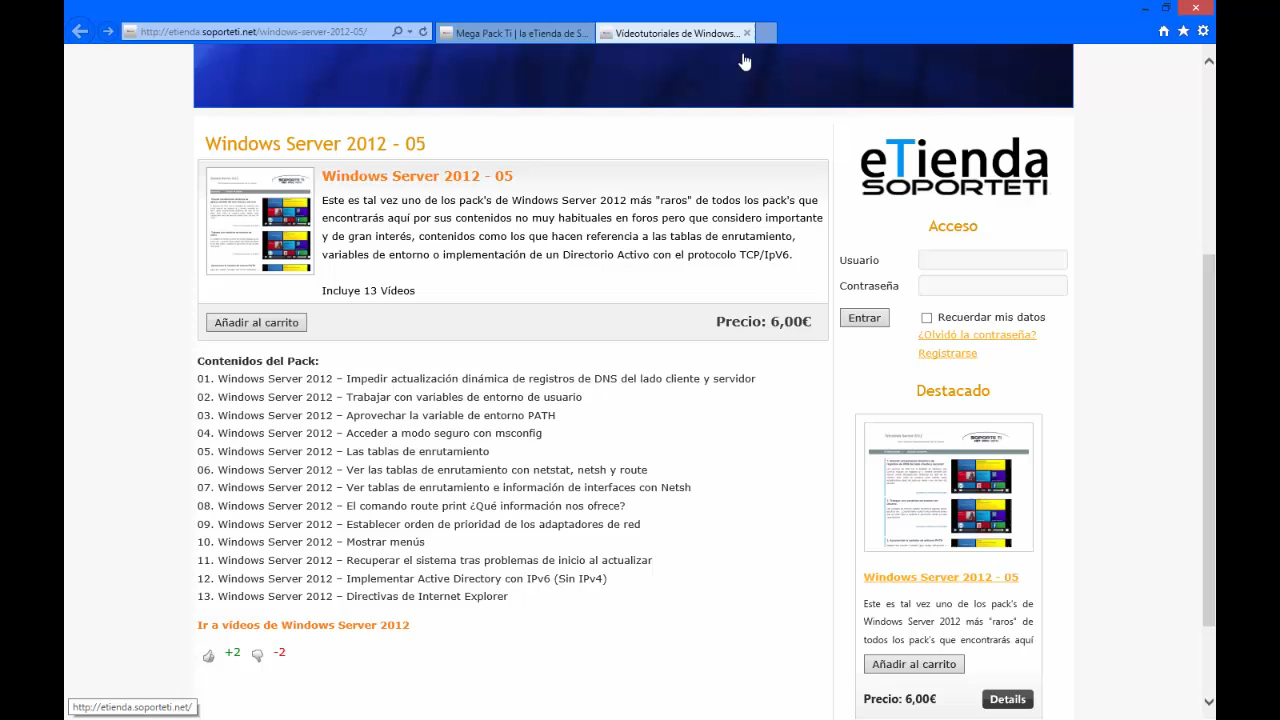 http://etienda.soporteti.net/windows-server-2012-05/
Mega Pack Ti | la eTienda de S...
Vídeotutoriales de Windows...
Windows Server 2012 – 05
Windows Server 2012 - 05
Este es tal vez uno de los pack's de Windows Server 2012 más "raros" de todos los pack's que
encontrarás aquí por sus contenidos no muy habituales en foros pero que considero importante
y de gran interés, contenidos como lo que hacen referencia a las tablas de enrutamiento,
variables de entorno o implementación de un Directorio Activo con el protocolo TCP/IpV6.
Incluye 13 Vídeos
Añadir al carrito
Precio: 6,00€
Contenidos del Pack:
01. Windows Server 2012 – Impedir actualización dinámica de registros de DNS del lado cliente y servidor
02. Windows Server 2012 – Trabajar con variables de entorno de usuario
03. Windows Server 2012 – Aprovechar la variable de entorno PATH
04. Windows Server 2012 – Acceder a modo seguro con msconfig
05. Windows Server 2012 – Las tablas de enrutamiento
06. Windows Server 2012 – Ver las tablas de enrutamiento con netstat, netsh y route
07. Windows Server 2012 – Ver tablas de enrutamiento e información de interfaces con Netsh
08. Windows Server 2012 – El comando route print ¿Qué información nos ofrece?
09. Windows Server 2012 – Establecer orden de prioridad de los adaptadores de red
10. Windows Server 2012 – Mostrar menús
11. Windows Server 2012 – Recuperar el sistema tras problemas de inicio al actualizar
12. Windows Server 2012 – Implementar Active Directory con IPv6 (Sin IPv4)
13. Windows Server 2012 – Directivas de Internet Explorer
Ir a vídeos de Windows Server 2012
+2
-2
eTienda
SOPORTETI
Acceso
Usuario
Contraseña
Entrar
Recuerdar mis datos
¿Olvidó la contraseña?
Registrarse
Destacado
SOPORTE TI
Windows Server 2012 - 05
Este es tal vez uno de los pack's de
Windows Server 2012 más "raros" de
todos los pack's que encontrarás aquí
Añadir al carrito
Precio: 6,00€
Details
http://etienda.soporteti.net/